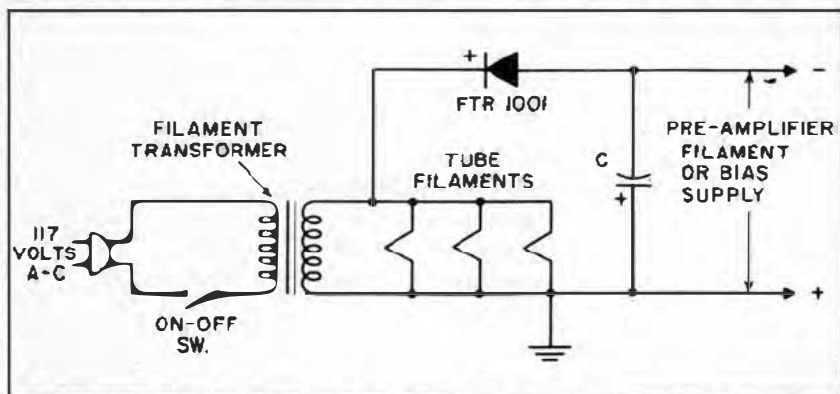 +
FTR 1001
-
FILAMENT
TRANSFORMER
TUBE
FILAMENTS
C
+
PRE-AMPLIFIER
FILAMENT
OR BIAS
SUPPLY
117
VOLTS
A-C
ON-OFF
SW.
+